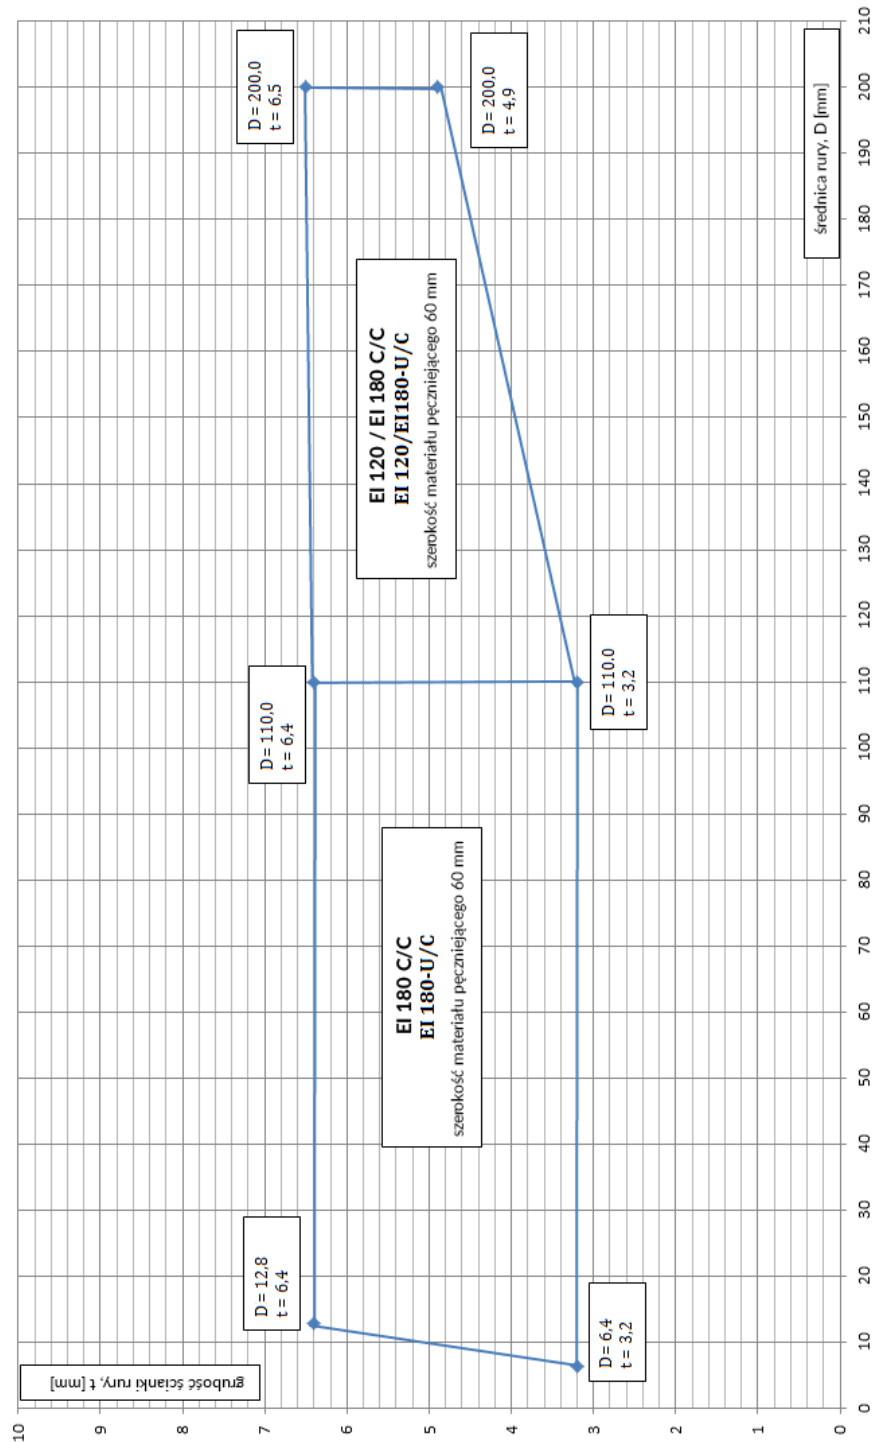 grubość ścianki rury, t [mm]
10
9
8
7
6
5
4
3
2
1
0
D = 12,8
t = 6,4
D = 110,0
t = 6,4
D = 200,0
t = 6,5
EI 180 C/C
EI 180-U/C
szerokość materiału pęczniejącego 60 mm
EI 120 / EI 180 C/C
EI 120/EI180-U/C
szerokość materiału pęczniejącego 60 mm
D = 200,0
t = 4,9
D = 6,4
t = 3,2
D = 110.0
t = 3,2
średnica rury, D [mm]
0 10 20 30 40 50 60 70 80 90 100 110 120 130 140 150 160 170 180 190 200 210